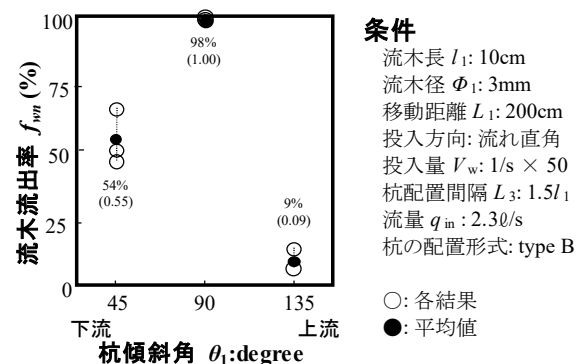 流木流出率 fwn (%)
100
75
50
25
0
98%
(1.00)
54%
(0.55)
9%
(0.09)
45
90
135
下流
上流
杭傾斜角 θ1:degree
条件
流木長 l1: 10cm
流木径 Φ1: 3mm
移動距離 L1: 200cm
投入方向: 流れ直角
投入量 Vw: 1/s × 50
杭配置間隔 L3: 1.5l1
流量 qin : 2.3ℓ/s
杭の配置形式: type B
○: 各結果
●: 平均値